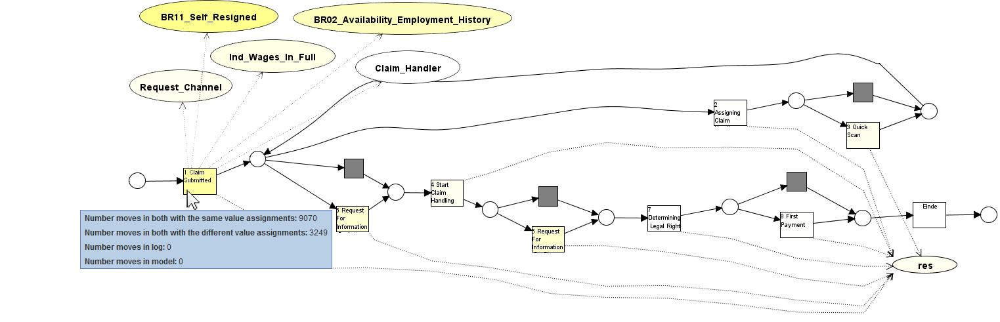 BR11_Self_Resigned
BR02_Availability_Employment_History
Ind_Wages_In_Full
Claim_Handler
Request_Channel
2
Assigning
Claim
3 Quick
Scan
1 Claim
Submitted
4 Start
Claim
Handling
6 Request
For
Information
5 Request
For
Information
7
Determining
Legal Right
8 First
Payment
Einde
res
Number moves in both with the same value assignments: 9070
Number moves in both with the different value assignments: 3249
Number moves in log: 0
Number moves in model: 0